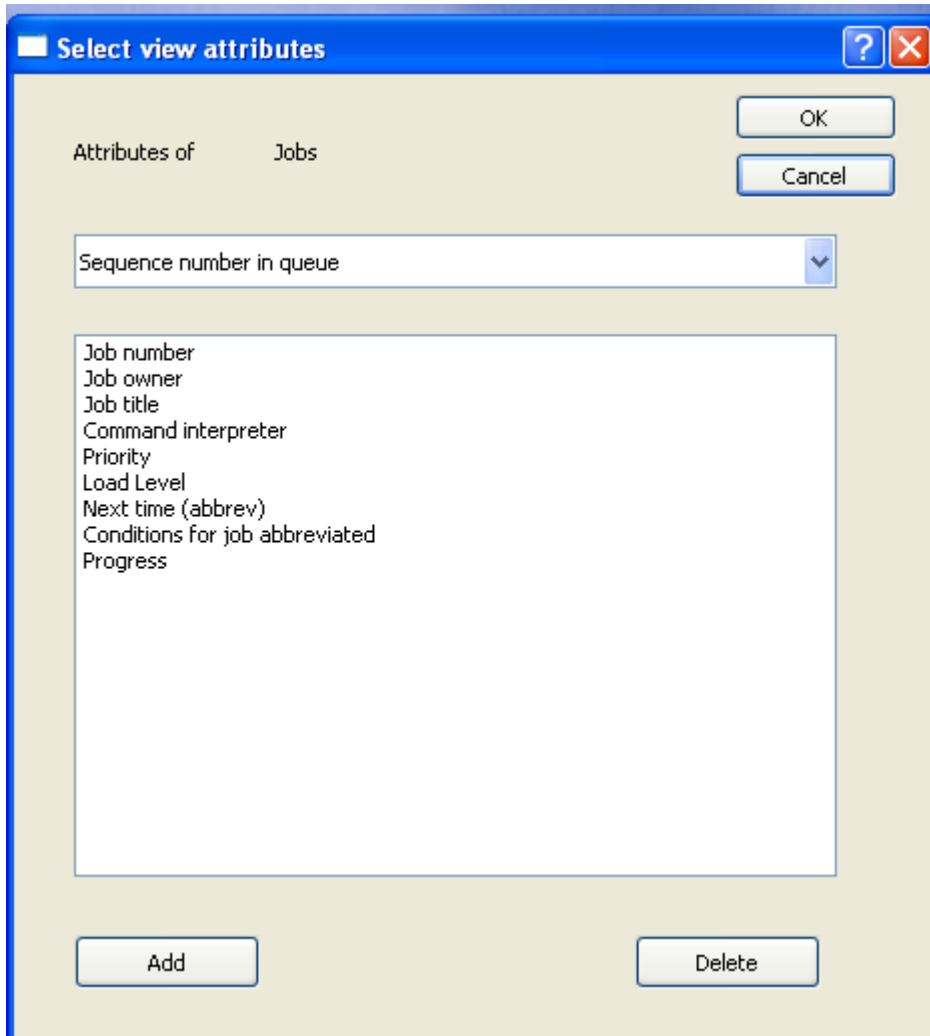 Select view attributes
?
OK
Attributes of Jobs
Cancel
Sequence number in queue
Job number
Job owner
Job title
Command interpreter
Priority
Load Level
Next time (abbrev)
Conditions for job abbreviated
Progress
Add Delete